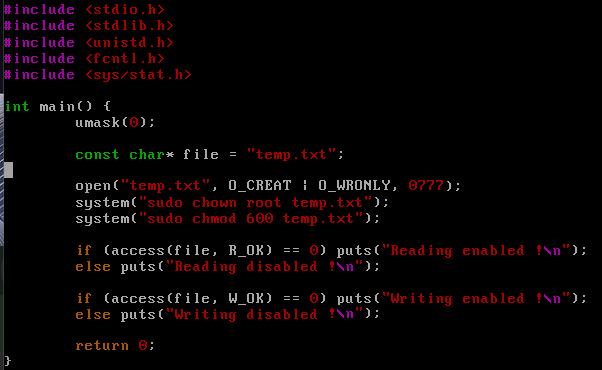 #include <stdio.h>
#include <stdlib.h>
#include <unistd.h>
#include <fcntl.h>
#include <sys/stat.h>
int main() {
umask(0);
const char* file = "temp.txt";
open("temp.txt", O_CREAT | O_WRONLY, 0777);
system("sudo chown root temp.txt");
system("sudo chmod 600 temp.txt");
if (access(file, R_OK) == 0) puts("Reading enabled !\n");
else puts("Reading disabled !\n");
if (access(file, W_OK) == 0) puts("Writing enabled !\n");
else puts("Writing disabled !\n");
return 0;
}